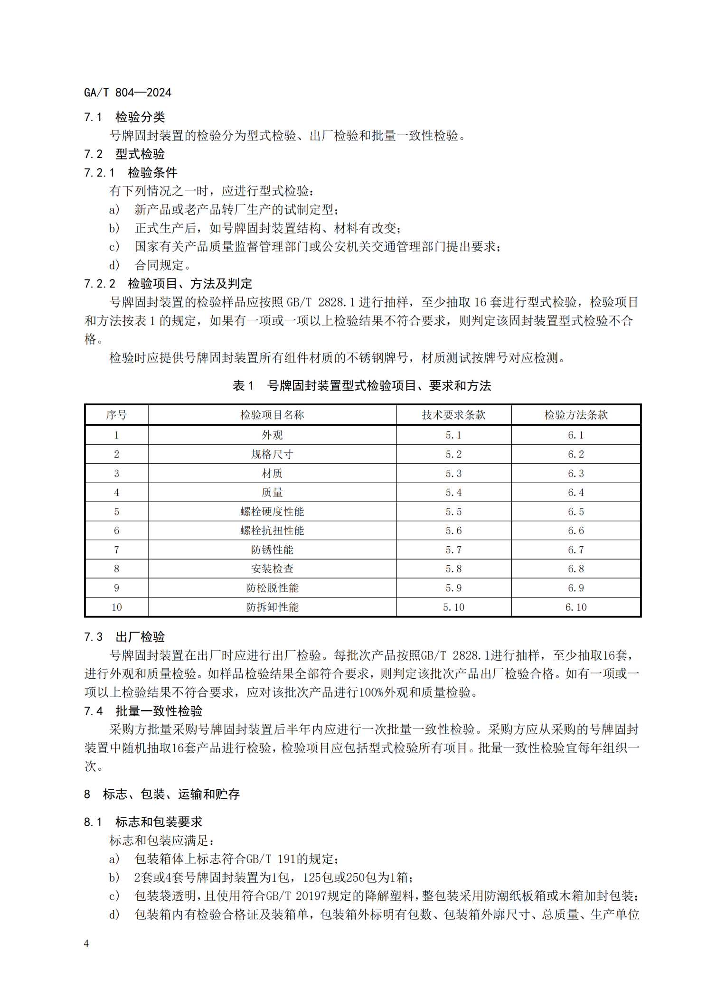 GA/T 804—2024
7.1 检验分类
号牌固封装置的检验分为型式检验、出厂检验和批量一致性检验。
7.2 型式检验
7.2.1 检验条件
有下列情况之一时，应进行型式检验：
a) 新产品或老产品转厂生产的试制定型；
b) 正式生产后，如号牌固封装置结构、材料有改变；
c) 国家有关产品质量监督管理部门或公安机关交通管理部门提出要求；
d) 合同规定。
7.2.2 检验项目、方法及判定
号牌固封装置的检验样品应按照 GB/T 2828.1 进行抽样，至少抽取 16 套进行型式检验，检验项目
和方法按表 1 的规定，如果有一项或一项以上检验结果不符合要求，则判定该固封装置型式检验不合
格。
检验时应提供号牌固封装置所有组件材质的不锈钢牌号，材质测试按牌号对应检测。
表 1 号牌固封装置型式检验项目、要求和方法
序号 检验项目名称 技术要求条款 检验方法条款
1 外观 5.1 6.1
2 规格尺寸 5.2 6.2
3 材质 5.3 6.3
4 质量 5.4 6.4
5 螺栓硬度性能 5.5 6.5
6 螺栓抗扭性能 5.6 6.6
7 防锈性能 5.7 6.7
8 安装检查 5.8 6.8
9 防松脱性能 5.9 6.9
10 防拆卸性能 5.10 6.10
7.3 出厂检验
号牌固封装置在出厂时应进行出厂检验。每批次产品按照GB/T 2828.1进行抽样，至少抽取16套，
进行外观和质量检验。如样品检验结果全部符合要求，则判定该批次产品出厂检验合格。如有一项或一
项以上检验结果不符合要求，应对该批次产品进行100%外观和质量检验。
7.4 批量一致性检验
采购方批量采购号牌固封装置后半年内应进行一次批量一致性检验。采购方应从采购的号牌固封
装置中随机抽取16套产品进行检验，检验项目应包括型式检验所有项目。批量一致性检验宜每年组织一
次。
8 标志、包装、运输和贮存
8.1 标志和包装要求
标志和包装应满足：
a) 包装箱体上标志符合GB/T 191的规定；
b) 2套或4套号牌固封装置为1包，125包或250包为1箱；
c) 包装袋透明，且使用符合GB/T 20197规定的降解塑料，整包装采用防潮纸板箱或木箱加封包装；
d) 包装箱内有检验合格证及装箱单，包装箱外标明有包数、包装箱外廓尺寸、总质量、生产单位
4